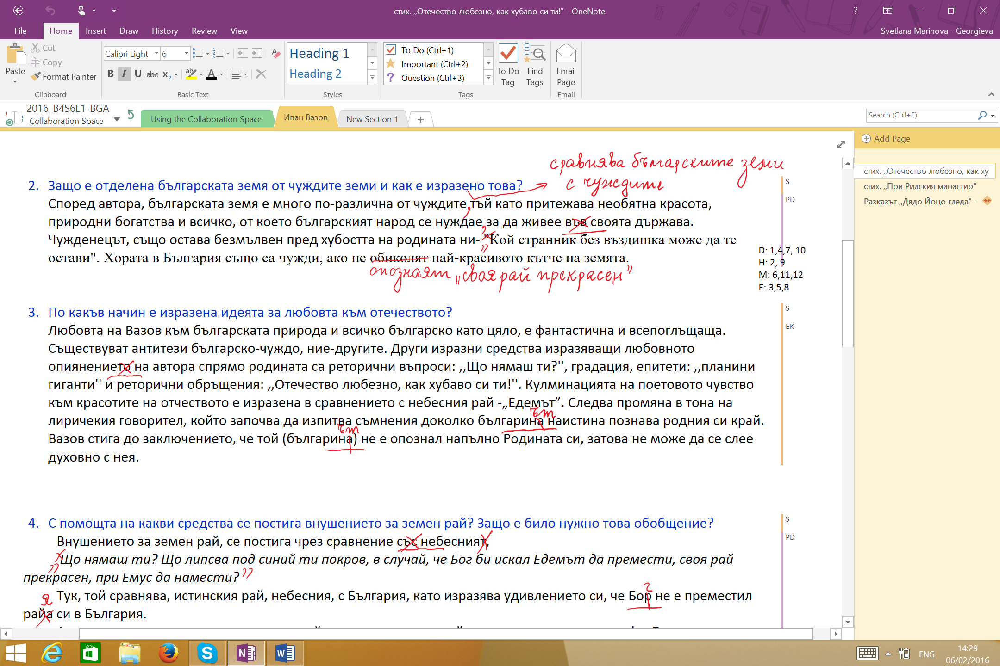 стих. ,,Отечество любезно, как хубаво си ти!" - OneNote
?
File
Home
Insert
Draw
History
Review
View
Svetlana Marinova - Georgieva
Paste
Cut
Copy
Format Painter
Clipboard
Calibri Light
6
B I U abc x₂ ab A
Basic Text
Heading 1
Heading 2
Styles
To Do (Ctrl+1)
Important (Ctrl+2)
? Question (Ctrl+3)
To Do Tag
Find Tags
Tags
Email Page
Email
2016_B4S6L1-BGA
_Collaboration Space
Using the Collaboration Space
Иван Вазов
New Section 1
+
Search (Ctrl+E)
Add Page
стих. ,,Отечество любезно, как ху
стих. ,,При Рилския манастир"
Разказът ,,Дядо Йоцо гледа" -
сравнява българските земи
с чуждите
2. Защо е отделена българската земя от чуждите земи и как е изразено това?
Според автора, българската земя е много по-различна от чуждите,тъй като притежава необятна красота,
природни богатства и всичко, от което българският народ се нуждае за да живее във своята държава.
Чужденецът, също остава безмълвен пред хубостта на родината ни- "Кой странник без въздишка може да те
остави". Хората в България също са чужди, ако не обиколят най-красивото кътче на земята.
опознаят „своя рай прекрасен”
S
PD
D: 1,4,7, 10
H: 2, 9
M: 6,11,12
E: 3,5,8
3. По какъв начин е изразена идеята за любовта към отечеството?
Любовта на Вазов към българската природа и всичко българско като цяло, е фантастична и всепоглъщаща.
Съществуват антитези българско-чуждо, ние-другите. Други изразни средства изразяващи любовното
опиянението на автора спрямо родината са реторични въпроси: ,,Що нямаш ти?'', градация, епитети: ,,планини
гиганти'' и реторични обръщения: ,,Отечество любезно, как хубаво си ти!''. Кулминацията на поетовото чувство
към красотите на отчеството е изразена в сравнението с небесния рай -„Едемът”. Следва промяна в тона на
ът
лиричекия говорител, който започва да изпитва съмнения доколко българина наистина познава родния си край.
ът
Вазов стига до заключението, че той (българина) не е опознал напълно Родината си, затова не може да се слее
духовно с нея.
S
EK
4. С помощта на какви средства се постига внушението за земен рай? Защо е било нужно това обобщение?
Внушението за земен рай, се постига чрез сравнение със небесният,
Що нямаш ти? Що липсва под синий ти покров, в случай, че Бог би искал Едемът да премести, своя рай
прекрасен, при Емус да намести? ”
г
Тук, той сравнява, истинския рай, небесния, с България, като изразява удивлението си, че Бор не е преместил
я
райа си в България.
S
PD
ENG
14:29
06/02/2016